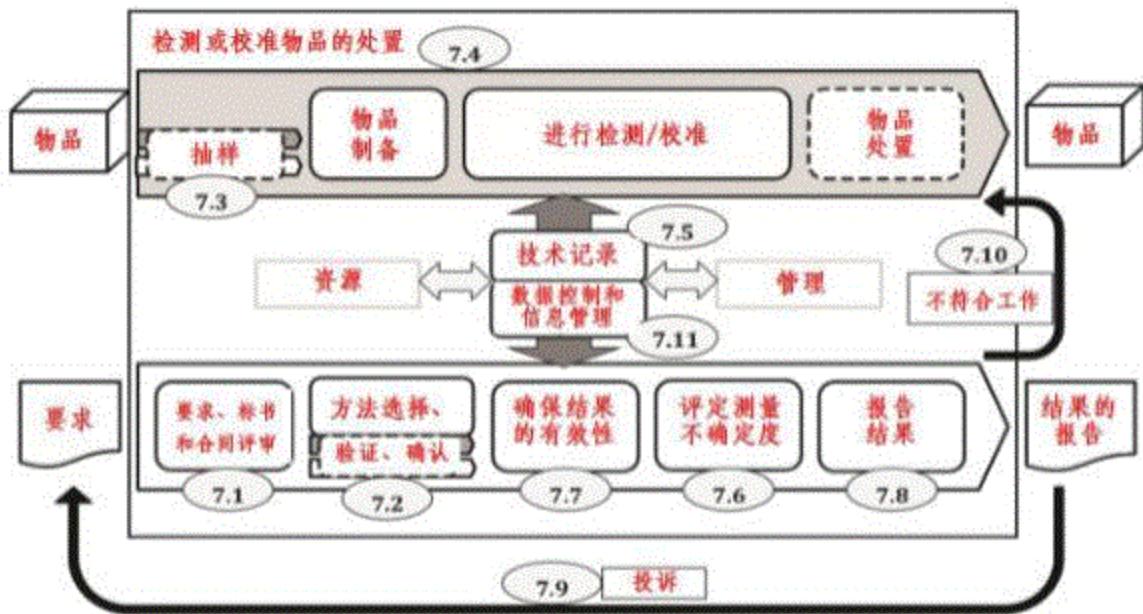 检测或校准物品的处置
7.4
物品
抽样
7.3
物品
制备
进行检测/校准
物品
处置
物品
技术记录
7.5
数据控制和
信息管理
7.11
资源
管理
7.10
不符合工作
要求
要求、标书
和合同评审
7.1
方法选择、
验证、确认
7.2
确保结果
的有效性
7.7
评定测量
不确定度
7.6
报告
结果
7.8
结果的
报告
7.9
投诉